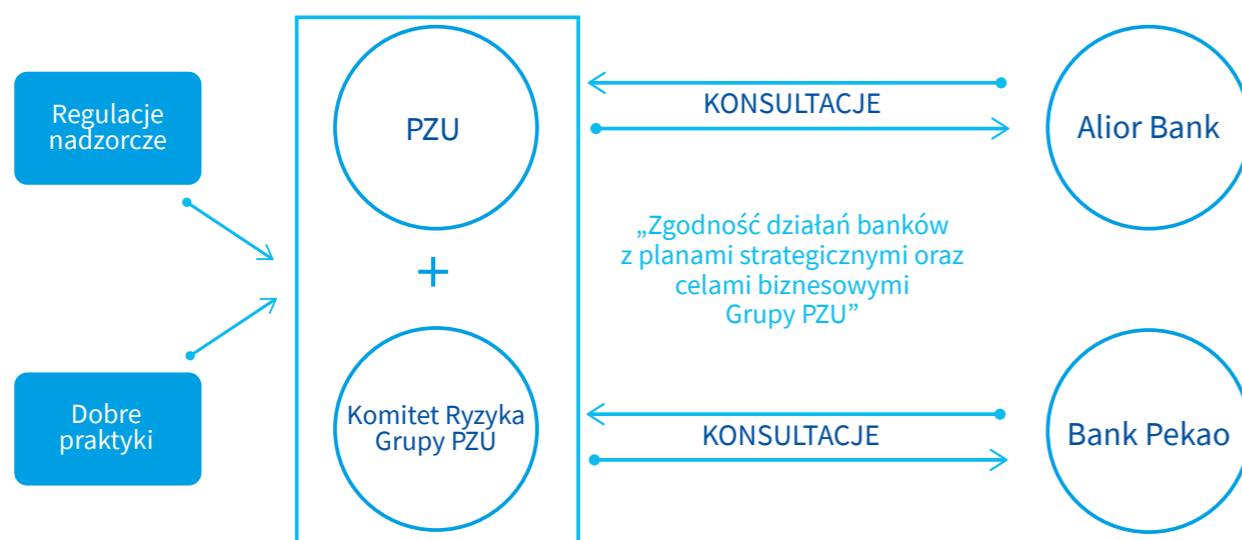 Regulacje
nadzorcze
Dobre
praktyki
PZU
+
Komitet Ryzyka
Grupy PZU
KONSULTACJE
„Zgodność działań banków
z planami strategicznymi oraz
celami biznesowymi
Grupy PZU”
KONSULTACJE
Alior Bank
Bank Pekao